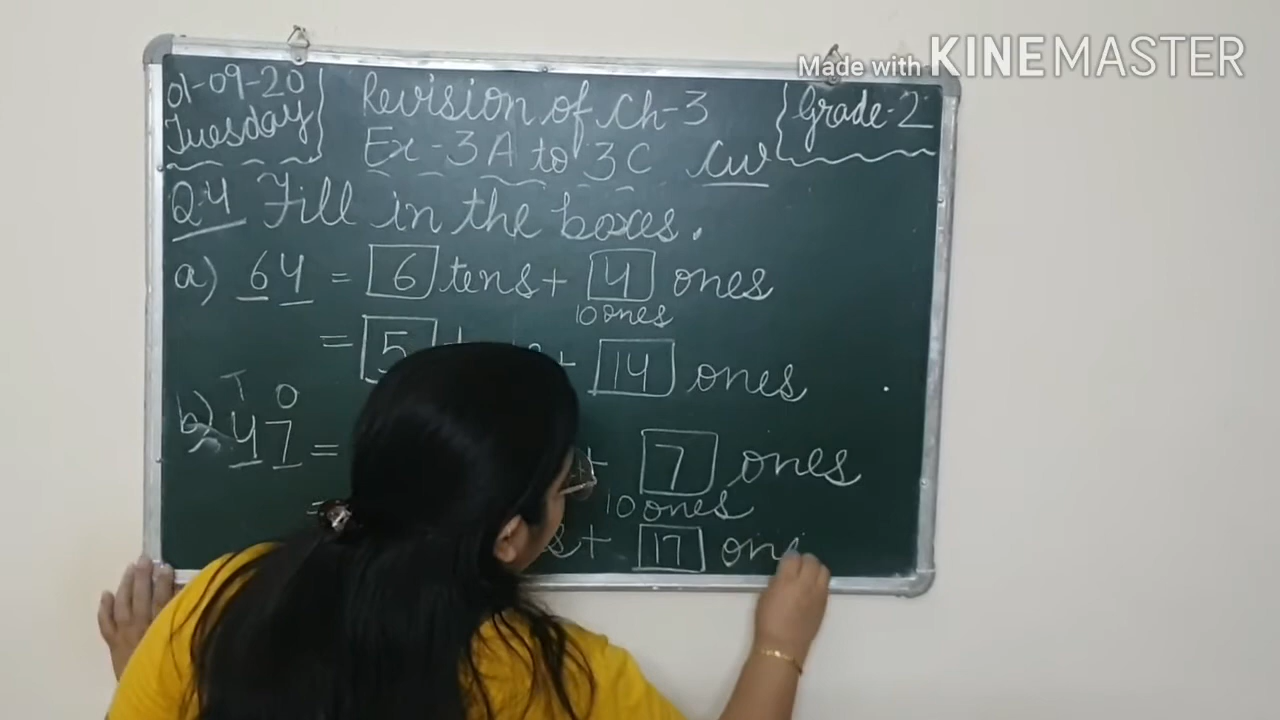 Made with KINEMASTER
01-09-20 Revision of Ch-3 Grade-2
Tuesday Ex-3A to 3C CW
Q.4 Fill in the boxes.
a) 64 = 6 tens + 4 ones
10 ones
= 5 + 14 ones
T O
b) 47 = + 7 ones
10 ones
+ 17 ones